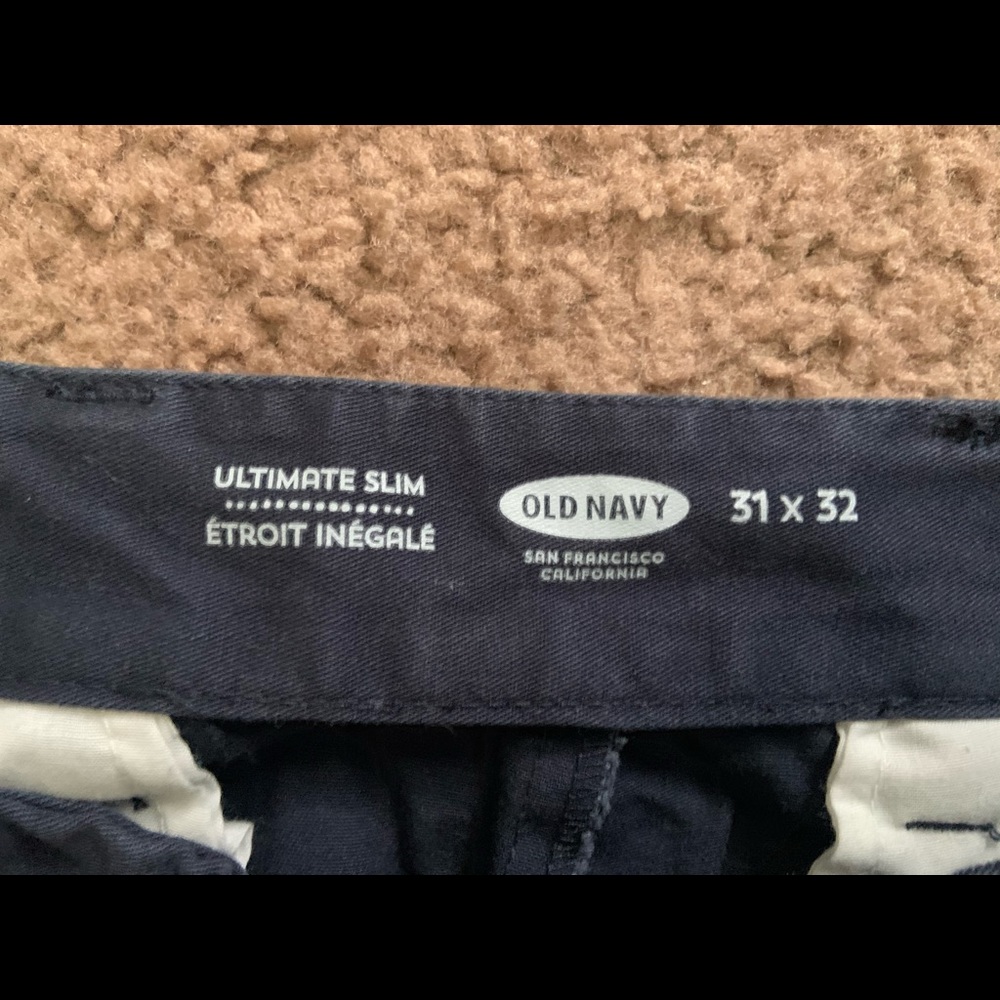 ULTIMATE SLIM
ÉTROIT INÉGALÉ
OLD NAVY
SAN FRANCISCO
CALIFORNIA
31 X 32